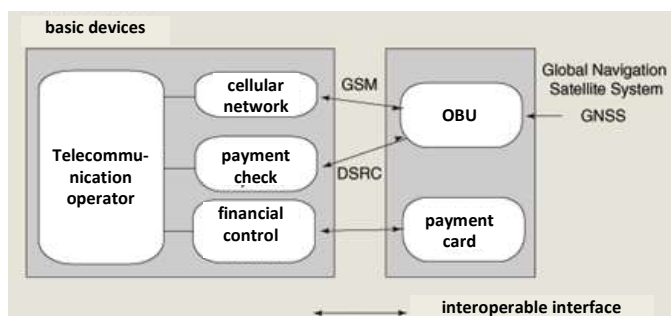 basic devices
Telecommu-
nication
operator
cellular
network
payment
check
financial
control
GSM
DSRC
OBU
payment
card
Global Navigation
Satellite System
GNSS
interoperable interface